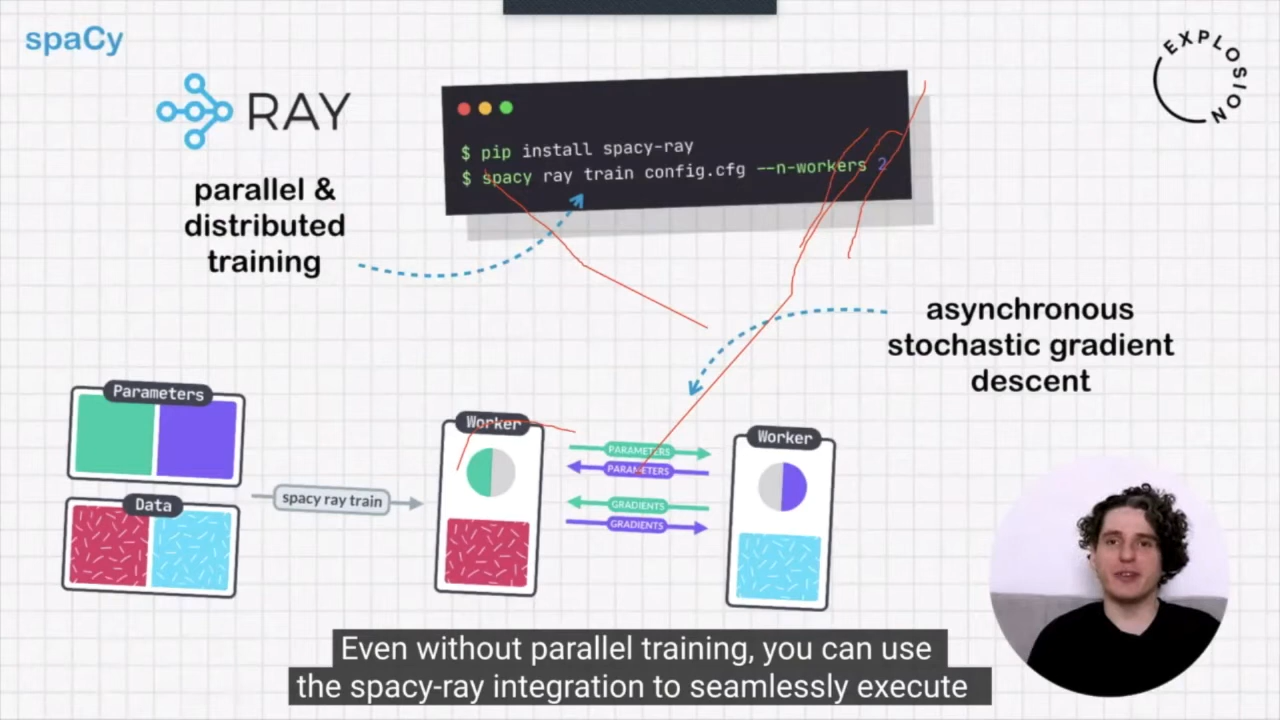 spaCy
EXPLOSION
RAY
parallel &
distributed
training
$ pip install spacy-ray
$ spacy ray train config.cfg --n-workers 2
asynchronous
stochastic gradient
descent
Parameters
Data
spacy ray train
Worker
PARAMETERS
PARAMETERS
GRADIENTS
GRADIENTS
Worker
Even without parallel training, you can use
the spacy-ray integration to seamlessly execute